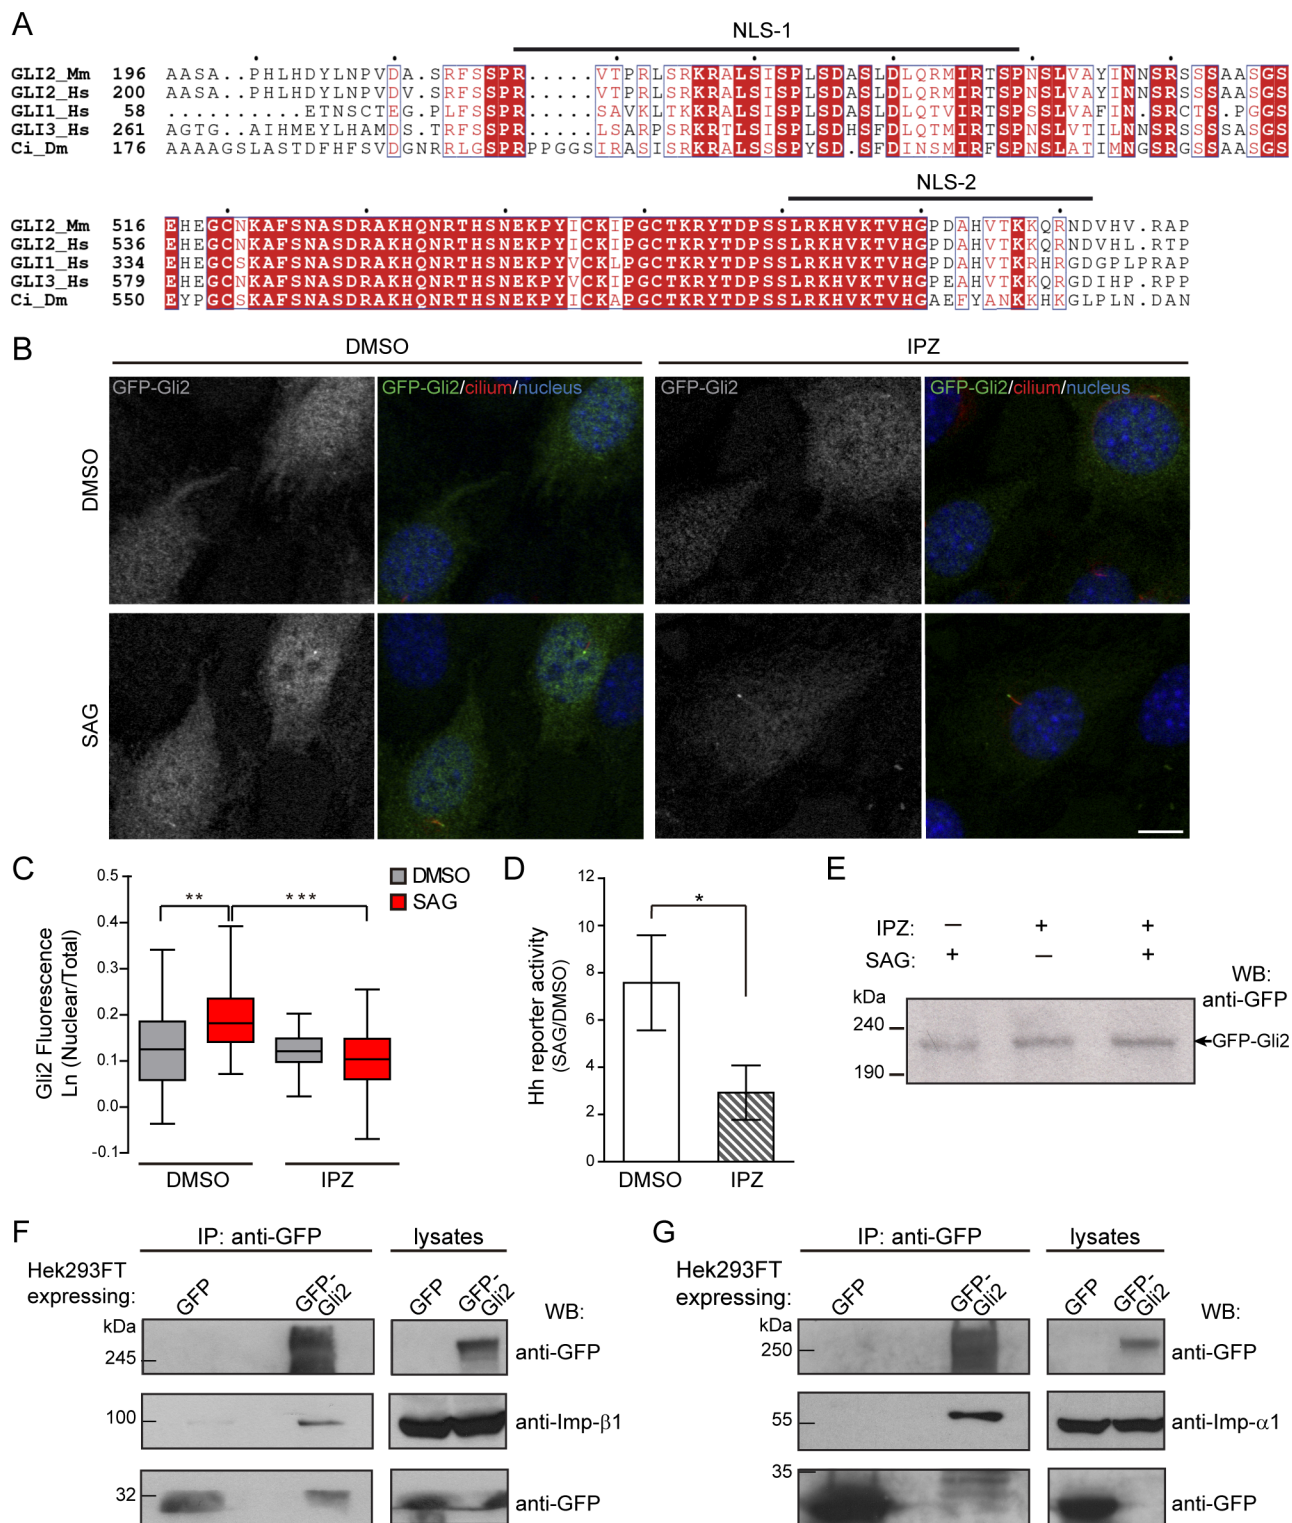 A
NLS-1
GLI2_Mm 196 AASA..PHLHDYLNPVDA.SRFSSPR.....VTPRLSRKRALSISPLSDASLDLQRMIRTSPNSLVAYINNSRSSSAASGS
GLI2_Hs 200 AASA..PHLHDYLNPVDV.SRFSSPR.....VTPRLSRKRALSISPLSDASLDLQRMIRTSPNSLVAYINNSRSSSAASGS
GLI1_Hs 58 ..........ETNSCTEG.PLFSSPR.....SAVKLTKKRALSISPLSDASLDLQTVIRTSPSSLVAFIN.SRCTS.PGGS
GLI3_Hs 261 AGTG..AIHMEYLHAMDS.TRFSSPR.....LSARPSRKRTLSISPLSDHSFDLQTMIRTSPNSLVTILNNSRSSSSASGS
Ci_Dm 176 AAAAGSLASTDFHFSVDGNRRLGSPRPPGGSIRASISRKRALSSSPYSD.SFDINSMIRFSPNSLATIMNGSRGSSAASGS
NLS-2
GLI2_Mm 516 EHEGCNKAFSNASDRAKHQNRTHSNEKPYICKIPGCTKRYTDPSSLRKHVKTVHGPDAHVTKKQRNDVHV.RAP
GLI2_Hs 536 EHEGCNKAFSNASDRAKHQNRTHSNEKPYICKIPGCTKRYTDPSSLRKHVKTVHGPDAHVTKKQRNDVHL.RTP
GLI1_Hs 334 EHEGCSKAFSNASDRAKHQNRTHSNEKPYVCKLPGCTKRYTDPSSLRKHVKTVHGPDAHVTKRHRGDGPLPRAP
GLI3_Hs 579 EHEGCNKAFSNASDRAKHQNRTHSNEKPYVCKIPGCTKRYTDPSSLRKHVKTVHGPEAHVTKKQRGDIHP.RPP
Ci_Dm 550 EYPGCSKAFSNASDRAKHQNRTHSNEKPYICKAPGCTKRYTDPSSLRKHVKTVHGAEFYANKKHKGLPLN.DAN
B
DMSO IPZ
GFP-Gli2 GFP-Gli2/cilium/nucleus GFP-Gli2 GFP-Gli2/cilium/nucleus
DMSO
SAG
C
Gli2 Fluorescence
Ln (Nuclear/Total)
0.5
0.4
0.3
0.2
0.1
0.0
-0.1
** ***
DMSO
SAG
DMSO IPZ
D
Hh reporter activity
(SAG/DMSO)
12
10
8
6
4
2
0
*
DMSO IPZ
E
IPZ: − + +
SAG: + − +
WB:
anti-GFP
kDa
240
190
GFP-Gli2
F
IP: anti-GFP lysates
Hek293FT
expressing:
GFP GFP-Gli2 GFP GFP-Gli2
WB:
kDa
245
anti-GFP
100
anti-Imp-β1
32
anti-GFP
G
IP: anti-GFP lysates
Hek293FT
expressing:
GFP GFP-Gli2 GFP GFP-Gli2
WB:
kDa
250
anti-GFP
55
anti-Imp-α1
35
anti-GFP